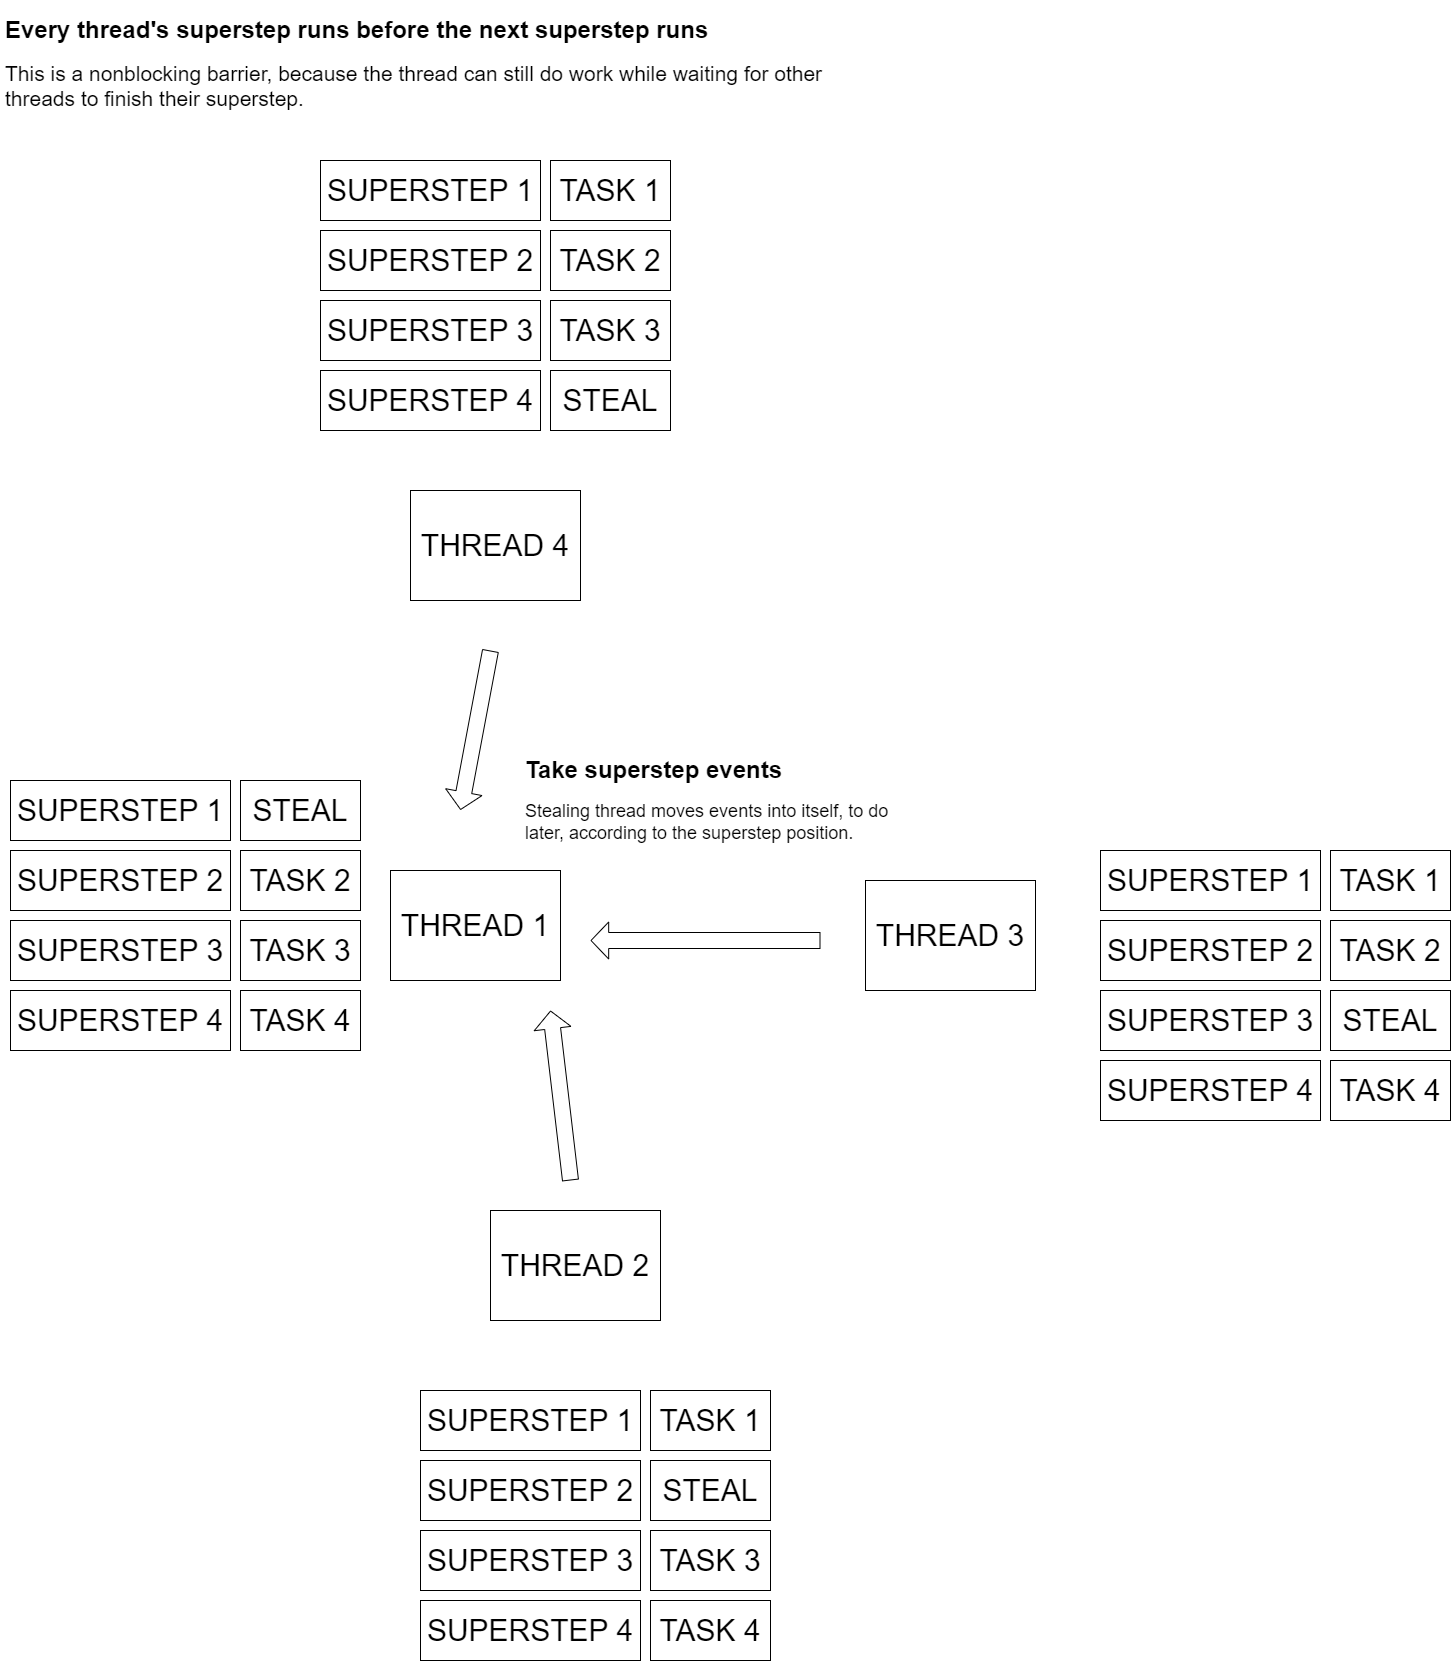 Every thread's superstep runs before the next superstep runs
This is a nonblocking barrier, because the thread can still do work while waiting for other
threads to finish their superstep.
SUPERSTEP 1 TASK 1
SUPERSTEP 2 TASK 2
SUPERSTEP 3 TASK 3
SUPERSTEP 4 STEAL
THREAD 4
Take superstep events
Stealing thread moves events into itself, to do
later, according to the superstep position.
SUPERSTEP 1 STEAL
SUPERSTEP 2 TASK 2
SUPERSTEP 3 TASK 3
SUPERSTEP 4 TASK 4
THREAD 1
THREAD 3
SUPERSTEP 1 TASK 1
SUPERSTEP 2 TASK 2
SUPERSTEP 3 STEAL
SUPERSTEP 4 TASK 4
THREAD 2
SUPERSTEP 1 TASK 1
SUPERSTEP 2 STEAL
SUPERSTEP 3 TASK 3
SUPERSTEP 4 TASK 4